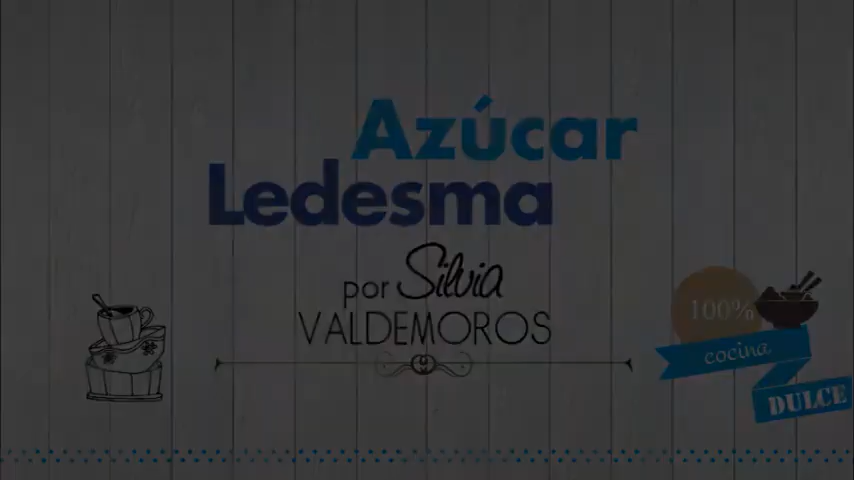 Azúcar
Ledesma
por Silvia
VALDEMOROS
100%
cocina
DULCE